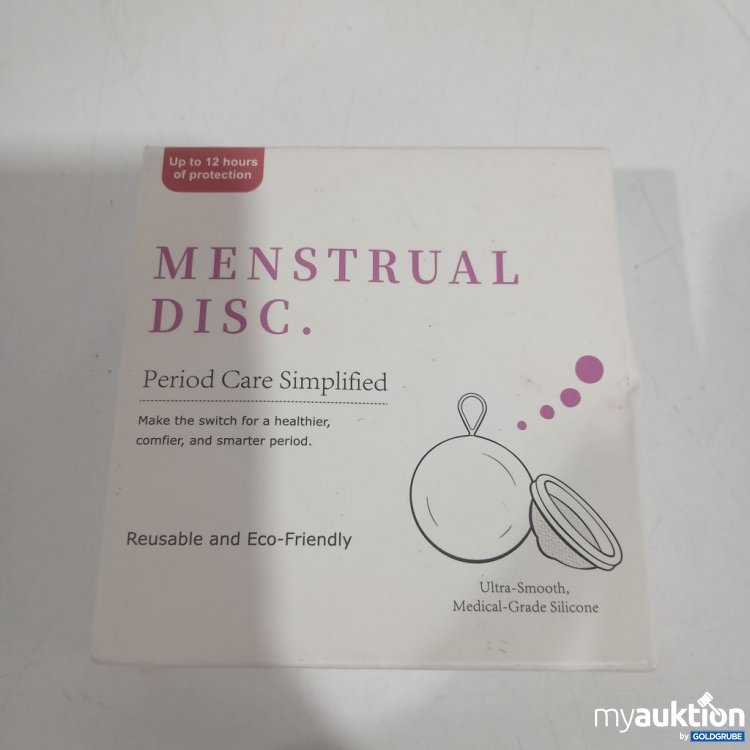 Up to 12 hours
of protection
MENSTRUAL
DISC.
Period Care Simplified
Make the switch for a healthier,
comfier, and smarter period.
Reusable and Eco-Friendly
Ultra-Smooth,
Medical-Grade Silicone
myauktion
by GOLDGRUBE